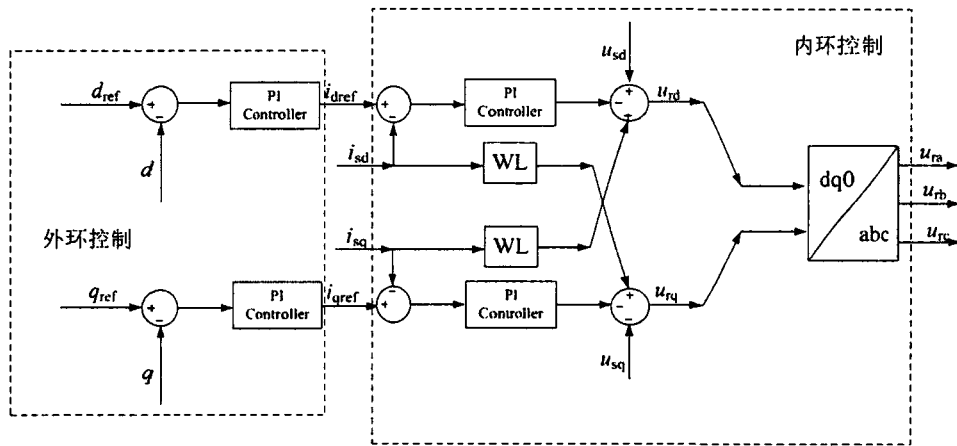 内环控制
u_sd
d_ref
PI
Controller
i_dref
PI
Controller
u_rd
d
i_sd
WL
dq0
abc
u_ra
u_rb
u_rc
外环控制
i_sq
WL
q_ref
PI
Controller
i_qref
PI
Controller
u_rq
q
u_sq